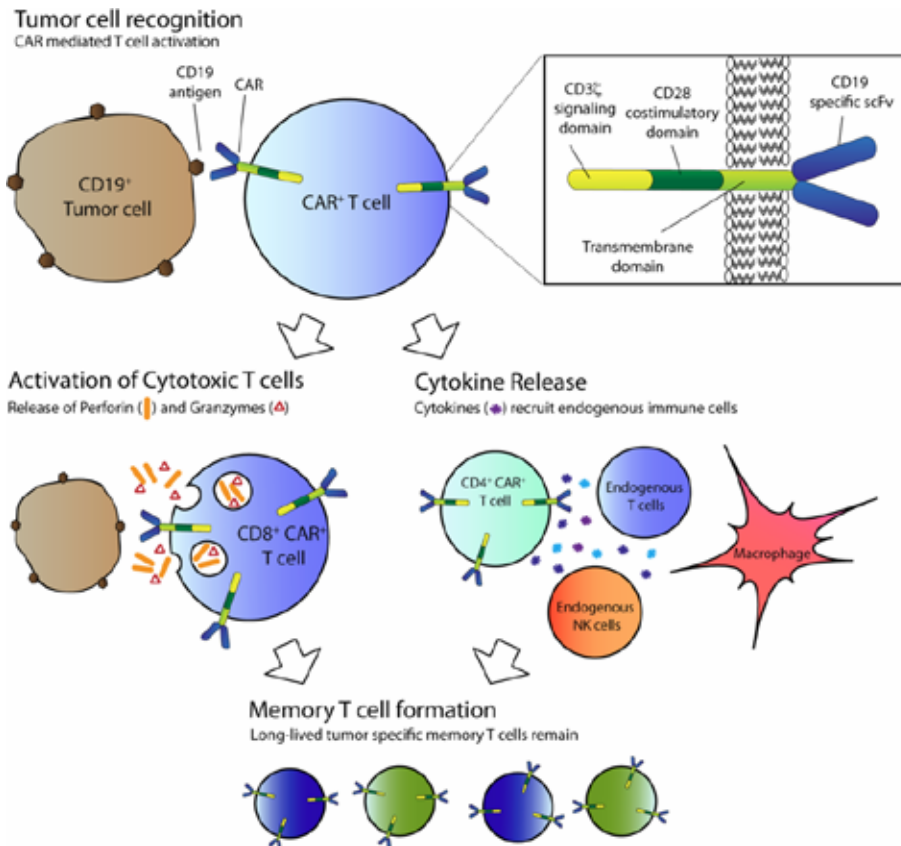 Tumor cell recognition
CAR mediated T cell activation
CD19
antigen
CAR
CD19⁺
Tumor cell
CAR⁺ T cell
CD3ζ
signaling
domain
CD28
costimulatory
domain
CD19
specific scFv
Transmembrane
domain
Activation of Cytotoxic T cells
Release of Perforin ( ) and Granzymes ( )
CD8⁺ CAR⁺
T cell
Cytokine Release
Cytokines ( ) recruit endogenous immune cells
CD4⁺ CAR⁺
T cell
Endogenous
T cells
Endogenous
NK cells
Macrophage
Memory T cell formation
Long-lived tumor specific memory T cells remain